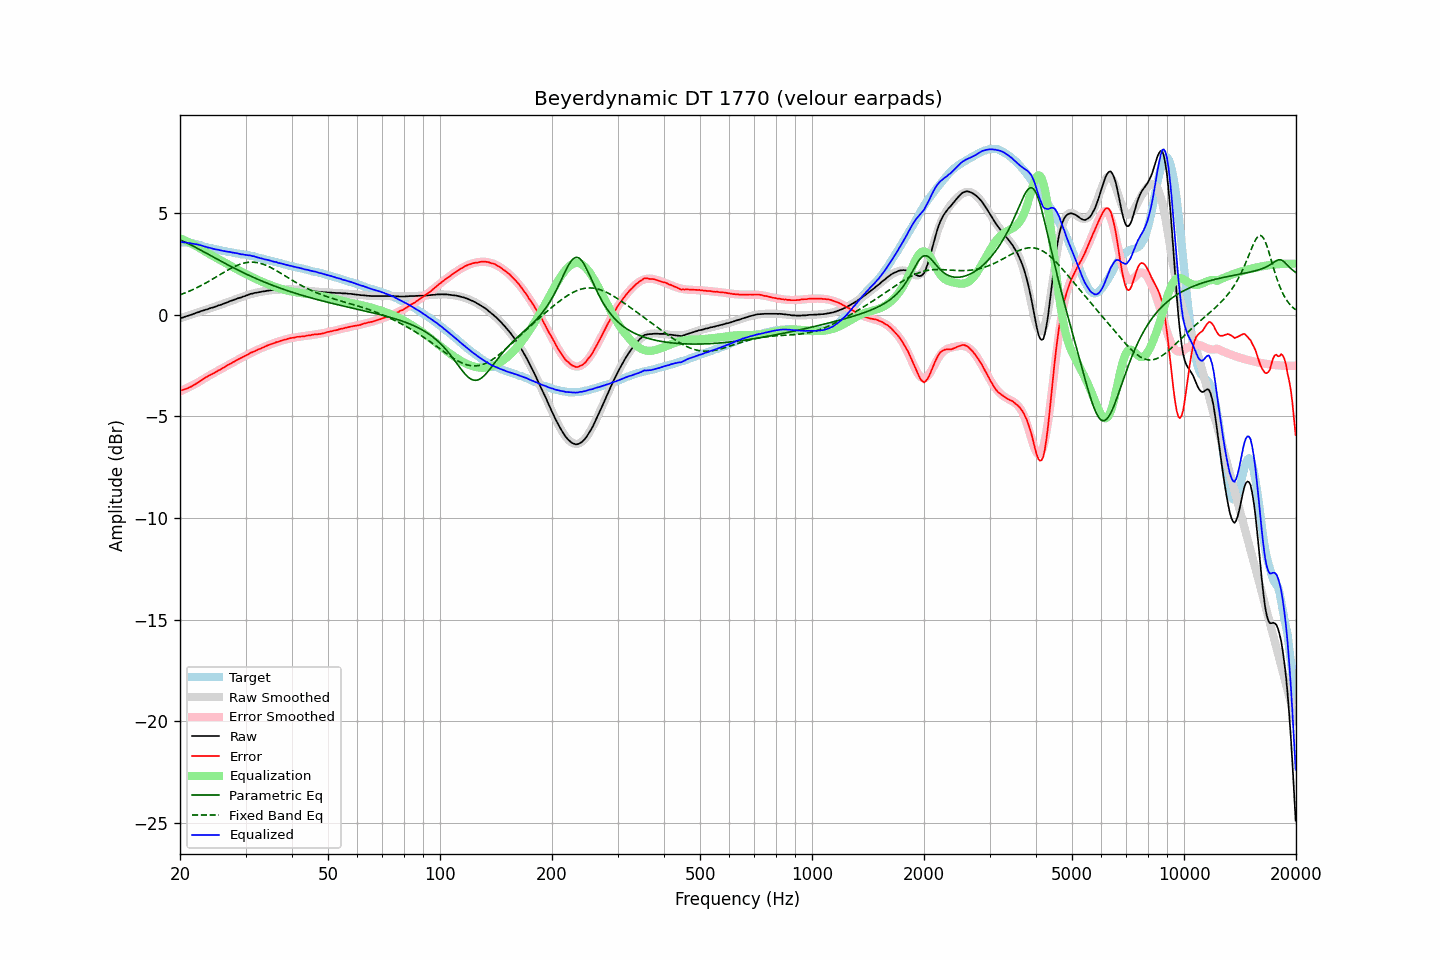 Beyerdynamic DT 1770 (velour earpads)
Amplitude (dBr)
5
0
−5
−10
−15
−20
−25
Target
Raw Smoothed
Error Smoothed
Raw
Error
Equalization
Parametric Eq
Fixed Band Eq
Equalized
20 50 100 200 500 1000 2000 5000 10000 20000
Frequency (Hz)